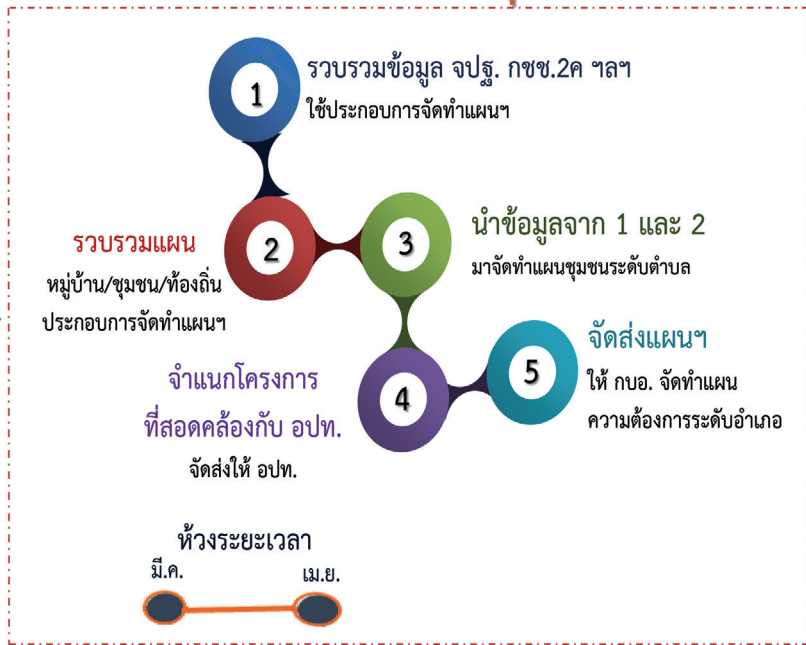 1
รวบรวมข้อมูล จปฐ. กชช.2ค ฯลฯ
ใช้ประกอบการจัดทำแผนฯ
2
รวบรวมแผน
หมู่บ้าน/ชุมชน/ท้องถิ่น
ประกอบการจัดทำแผนฯ
3
นำข้อมูลจาก 1 และ 2
มาจัดทำแผนชุมชนระดับตำบล
4
จำแนกโครงการ
ที่สอดคล้องกับ อปท.
จัดส่งให้ อปท.
5
จัดส่งแผนฯ
ให้ กบอ. จัดทำแผน
ความต้องการระดับอำเภอ
ห้วงระยะเวลา
มี.ค.
เม.ย.